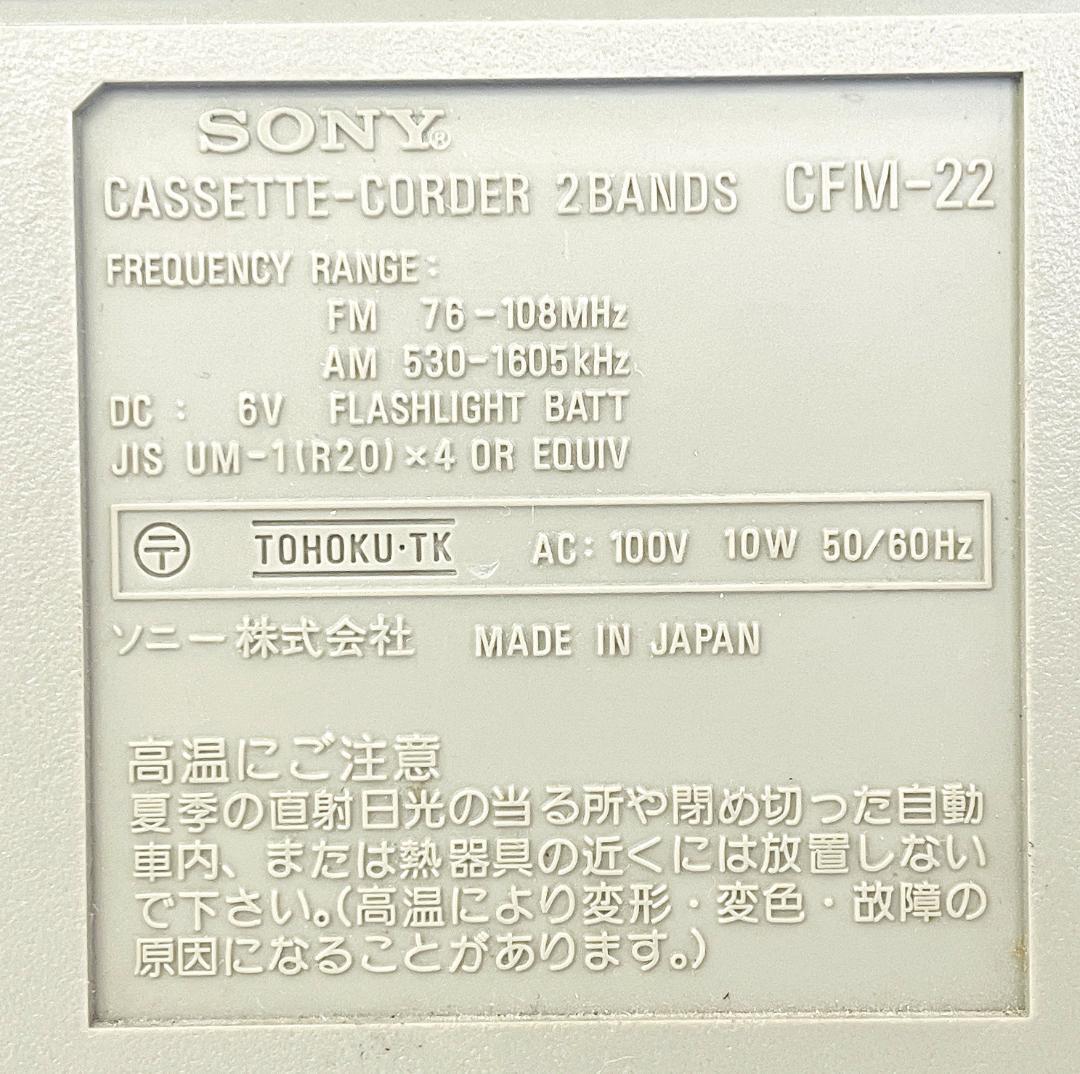 SONY®
CASSETTE-CORDER 2BANDS CFM-22
FREQUENCY RANGE:
FM 76-108MHz
AM 530-1605kHz
DC: 6V FLASHLIGHT BATT
JIS UM-1(R20)×4 OR EQUIV
〶 TOHOKU·TK AC: 100V 10W 50/60Hz
ソニー株式会社 MADE IN JAPAN
高温にご注意
夏季の直射日光の当る所や閉め切った自動
車内、または熱器具の近くには放置しない
で下さい。(高温により変形・変色・故障の
原因になることがあります。)